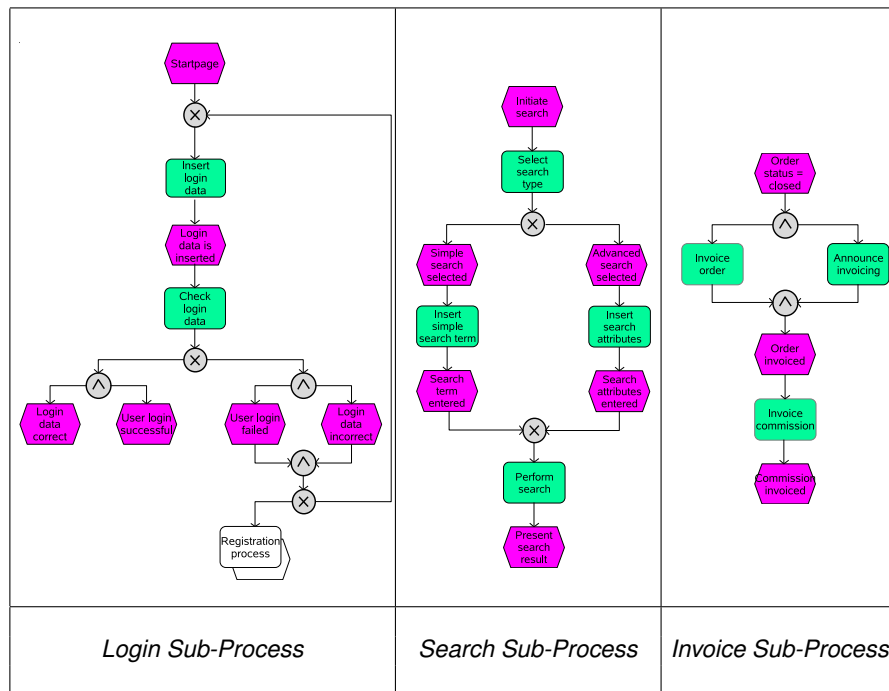 Startpage
Insert
login
data
Login
data is
inserted
Check
login
data
Login
data
correct
User login
successful
User login
failed
Login
data
incorrect
Registration
process
Initiate
search
Select
search
type
Simple
search
selected
Advanced
search
selected
Insert
simple
search term
Insert
search
attributes
Search
term
entered
Search
attributes
entered
Perform
search
Present
search
result
Order
status =
closed
Invoice
order
Announce
invoicing
Order
invoiced
Invoice
commission
Commission
invoiced
Login Sub-Process
Search Sub-Process
Invoice Sub-Process